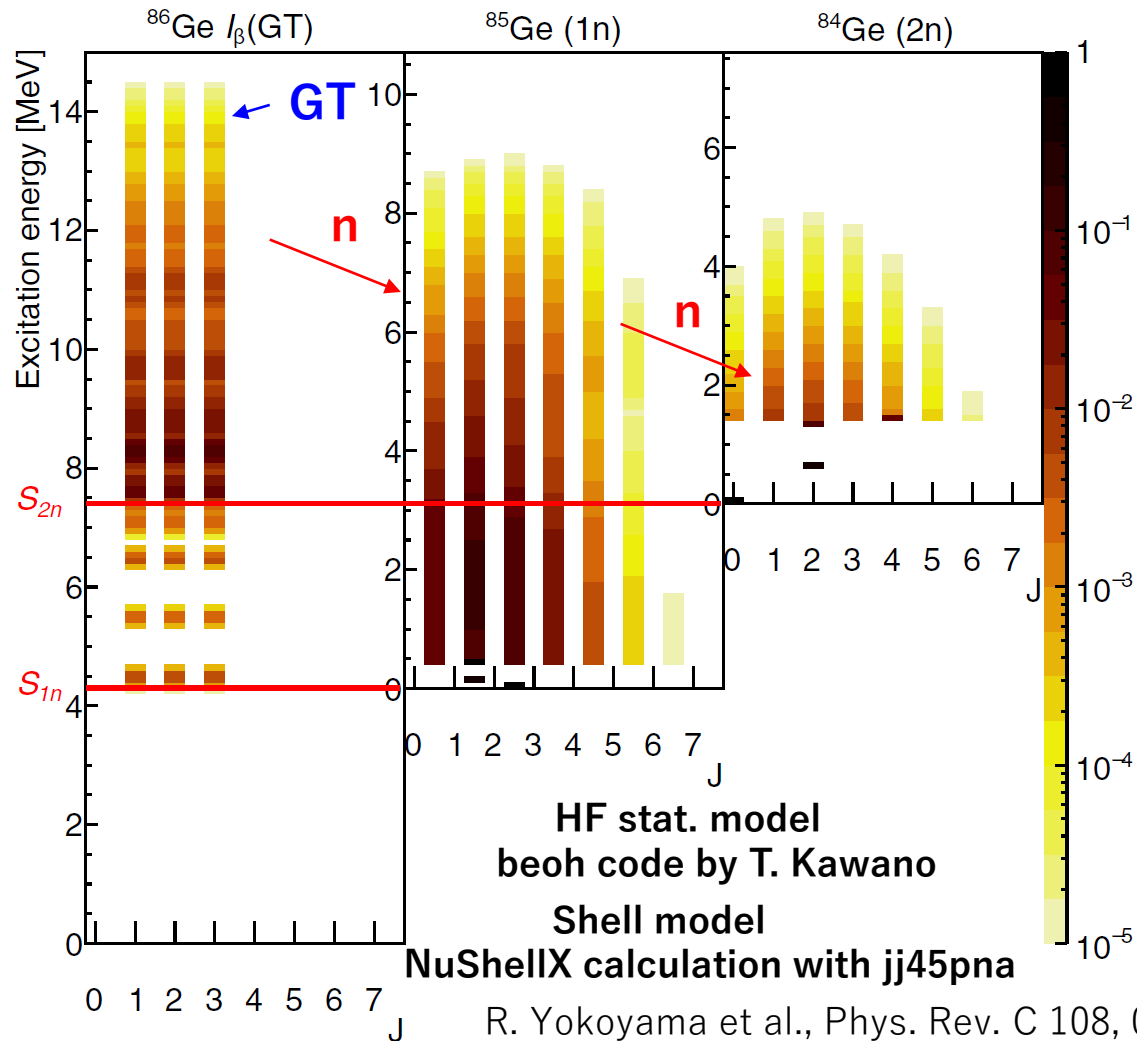 ⁸⁶Ge Iᵦ(GT)
⁸⁵Ge (1n)
⁸⁴Ge (2n)
Excitation energy [MeV]
GT
n
n
S₂ₙ
S₁ₙ
14
12
10
8
6
4
2
0
0 1 2 3 4 5 6 7
J
10
8
6
4
2
0
0 1 2 3 4 5 6 7
J
6
4
2
0
0 1 2 3 4 5 6 7
J
1
10⁻¹
10⁻²
10⁻³
10⁻⁴
10⁻⁵
HF stat. model
beoh code by T. Kawano
Shell model
NuShellX calculation with jj45pna
R. Yokoyama et al., Phys. Rev. C 108,